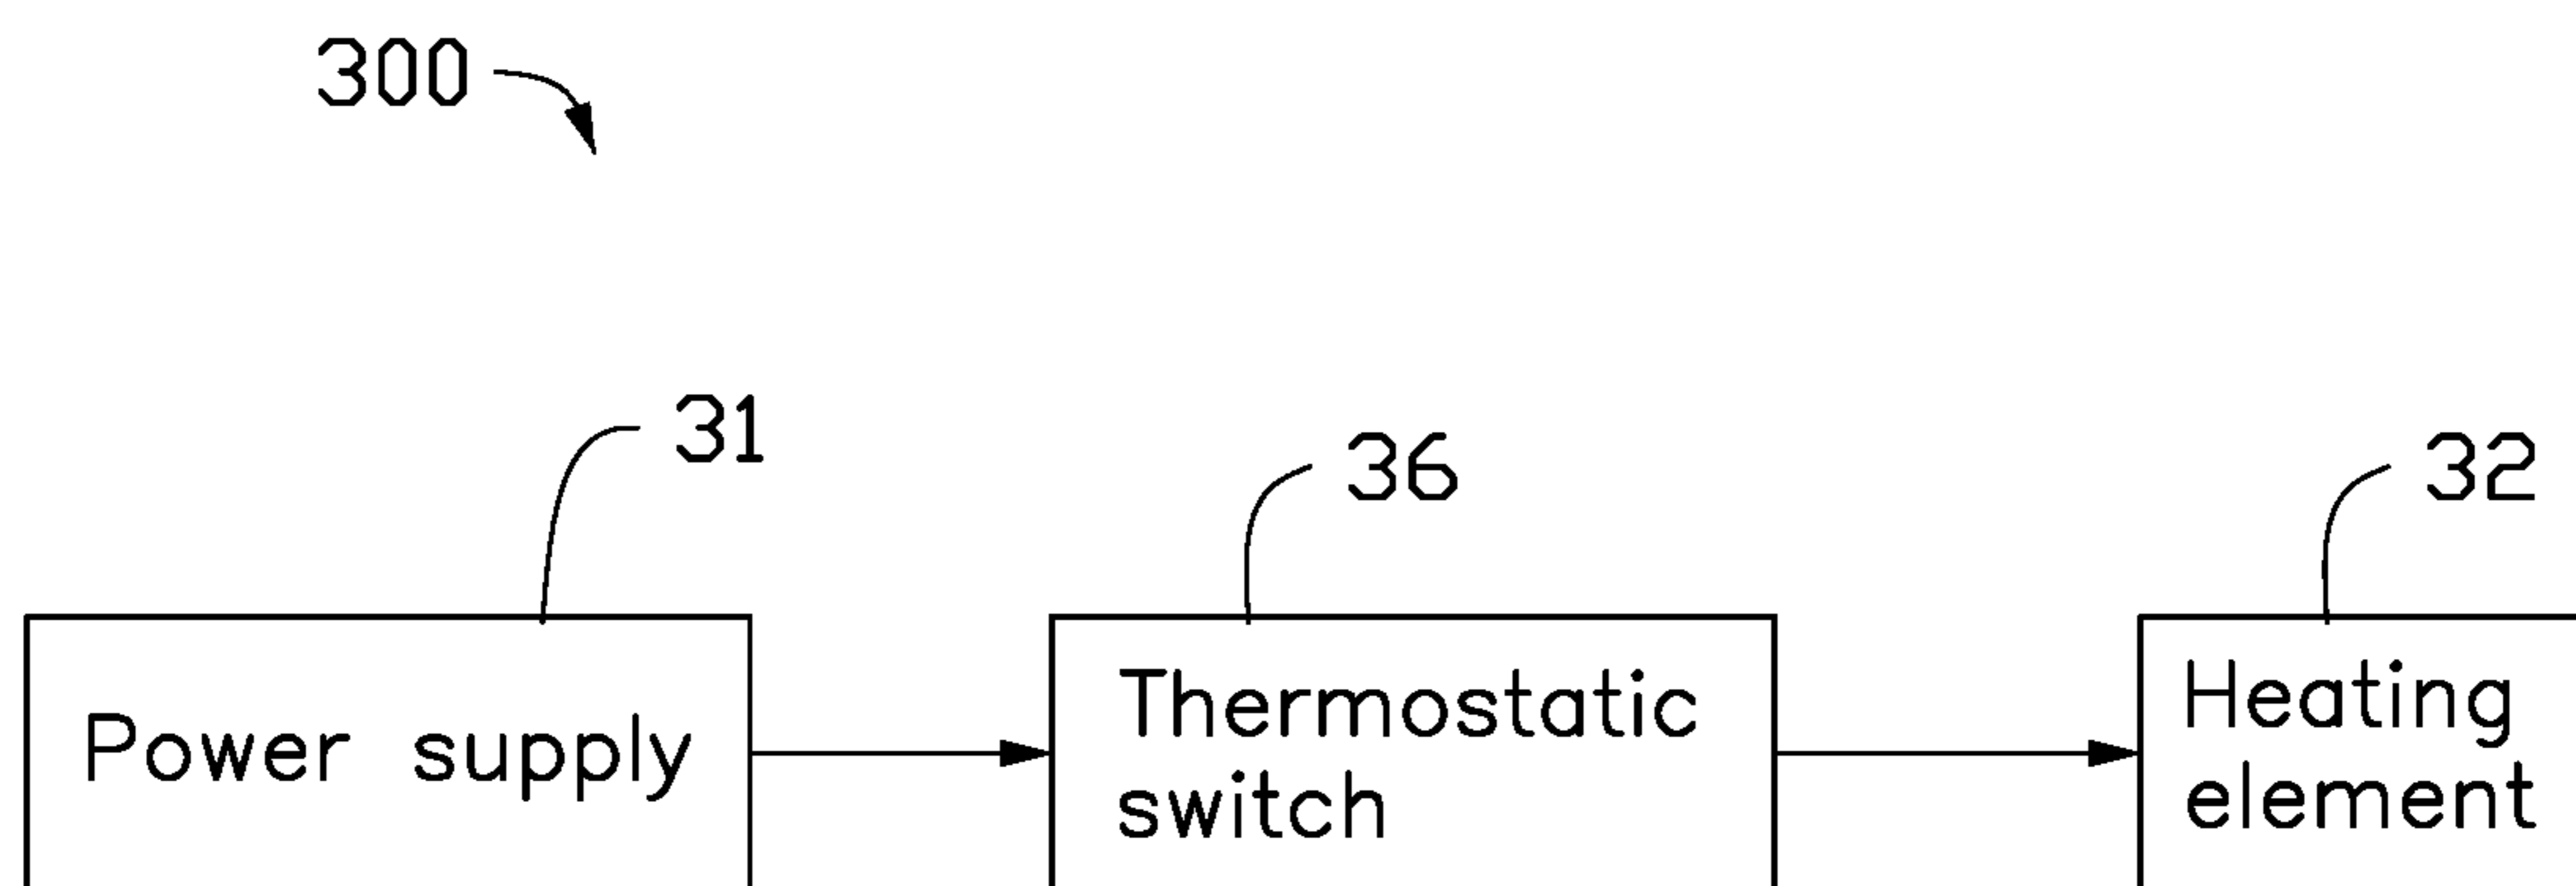 300
31
36
32
Power supply
Thermostatic
switch
Heating
element